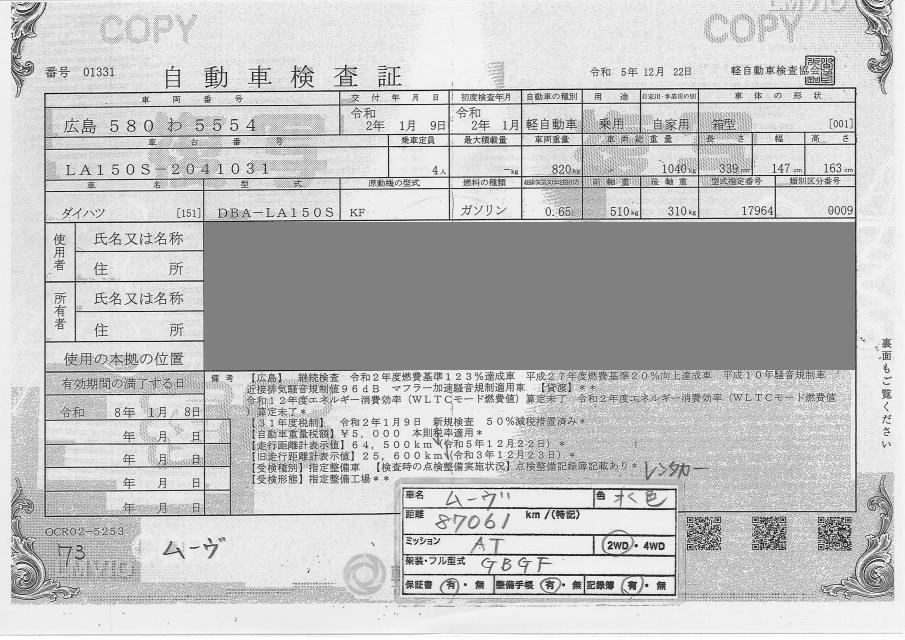 COPY COPY
番号 01331 自動車検査証 令和 5年 12月 22日 軽自動車検査協会
車両番号 交付年月日 初度検査年月 自動車の種別 用途 自家用・事業用の別 車体の形状
広島 580 わ 5554 令和 2年 1月 9日 令和 2年 1月 軽自動車 乗用 自家用 箱型 [001]
車台番号 乗車定員 最大積載量 車両重量 車両総重量 長さ 幅 高さ
LA150S-2041031 4人 -kg 820kg 1040kg 339cm 147cm 163cm
車名 型式 原動機の型式 燃料の種類 前軸重 後軸重 型式指定番号 類別区分番号
ダイハツ [151] DBA-LA150S KF ガソリン 0.65 510kg 310kg 17964 0009
使用者 氏名又は名称
住所
所有者 氏名又は名称
住所
使用の本拠の位置
裏面もご覧ください
有効期間の満了する日
令和 8年 1月 8日
年 月 日
年 月 日
年 月 日
年 月 日
備考 【広島】 継続検査 令和2年度燃費基準123%達成車 平成27年度燃費基準20%向上達成車 平成10年騒音規制車
近接排気騒音規制値96dB マフラー加速騒音規制適用車 【貸渡】**
令和12年度エネルギー消費効率(WLTCモード燃費値)算定未了 令和2年度エネルギー消費効率(WLTCモード燃費値
)算定未了*
【31年度税制】 令和2年1月9日 新規検査 50%減税措置済み*
【自動車重量税額】¥5,000 本則税率適用*
【走行距離計表示値】64,500km(令和5年12月22日)*
【旧走行距離計表示値】25,600km(令和3年12月23日)*
【受検種別】指定整備車 【検査時の点検整備実施状況】点検整備記録簿記載あり* レンタカー
【受検形態】指定整備工場**
OCR02-5253
73 ムーヴ
車名 ムーヴ 色 水色
距離 87061 km/(特記)
ミッション AT 2WD・4WD
架装・フル型式 GBGF
保証書 有・無 整備手帳 有・無 記録簿 有・無